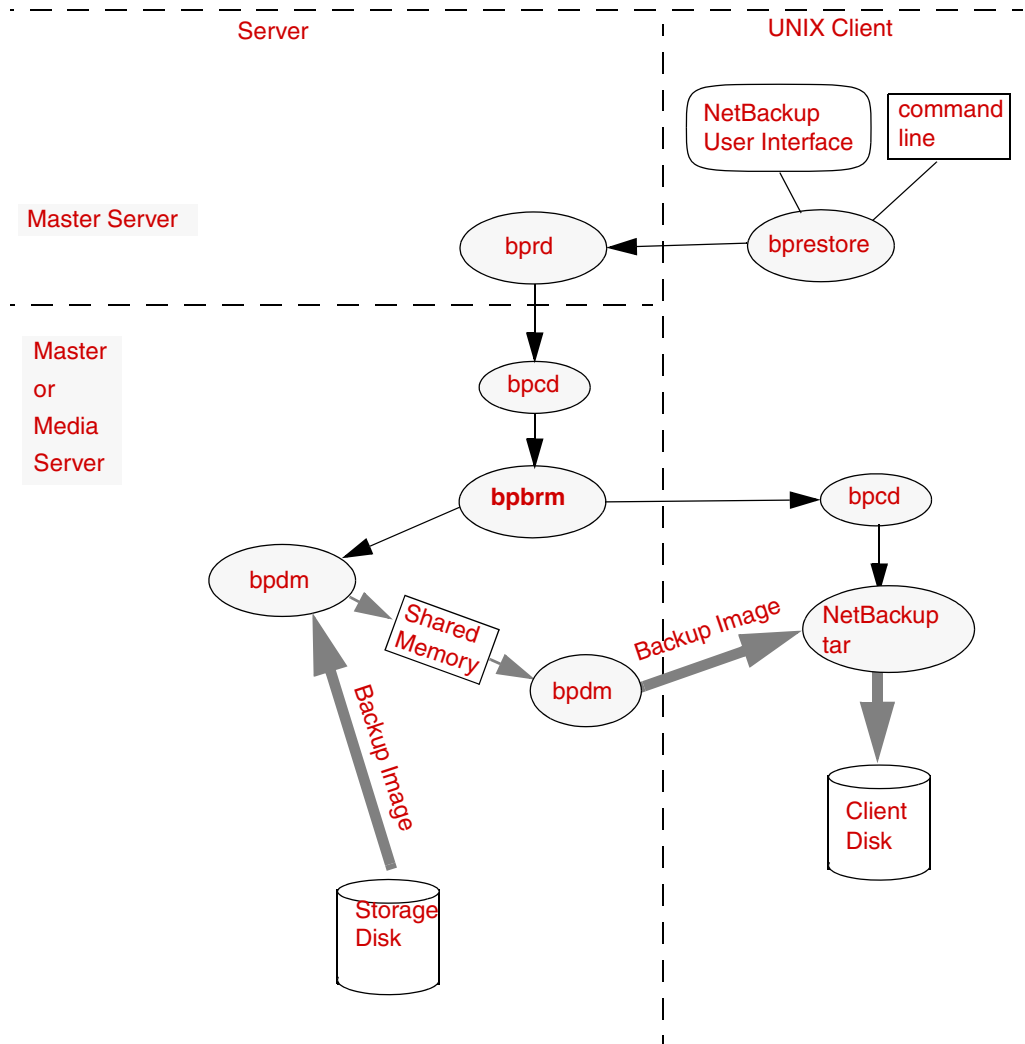 Server
UNIX Client
NetBackup
User Interface
command
line
Master Server
bprd
bprestore
Master
or
Media
Server
bpcd
bpbrm
bpcd
bpdm
Shared
Memory
Backup Image
NetBackup
tar
bpdm
Backup Image
Client
Disk
Storage
Disk